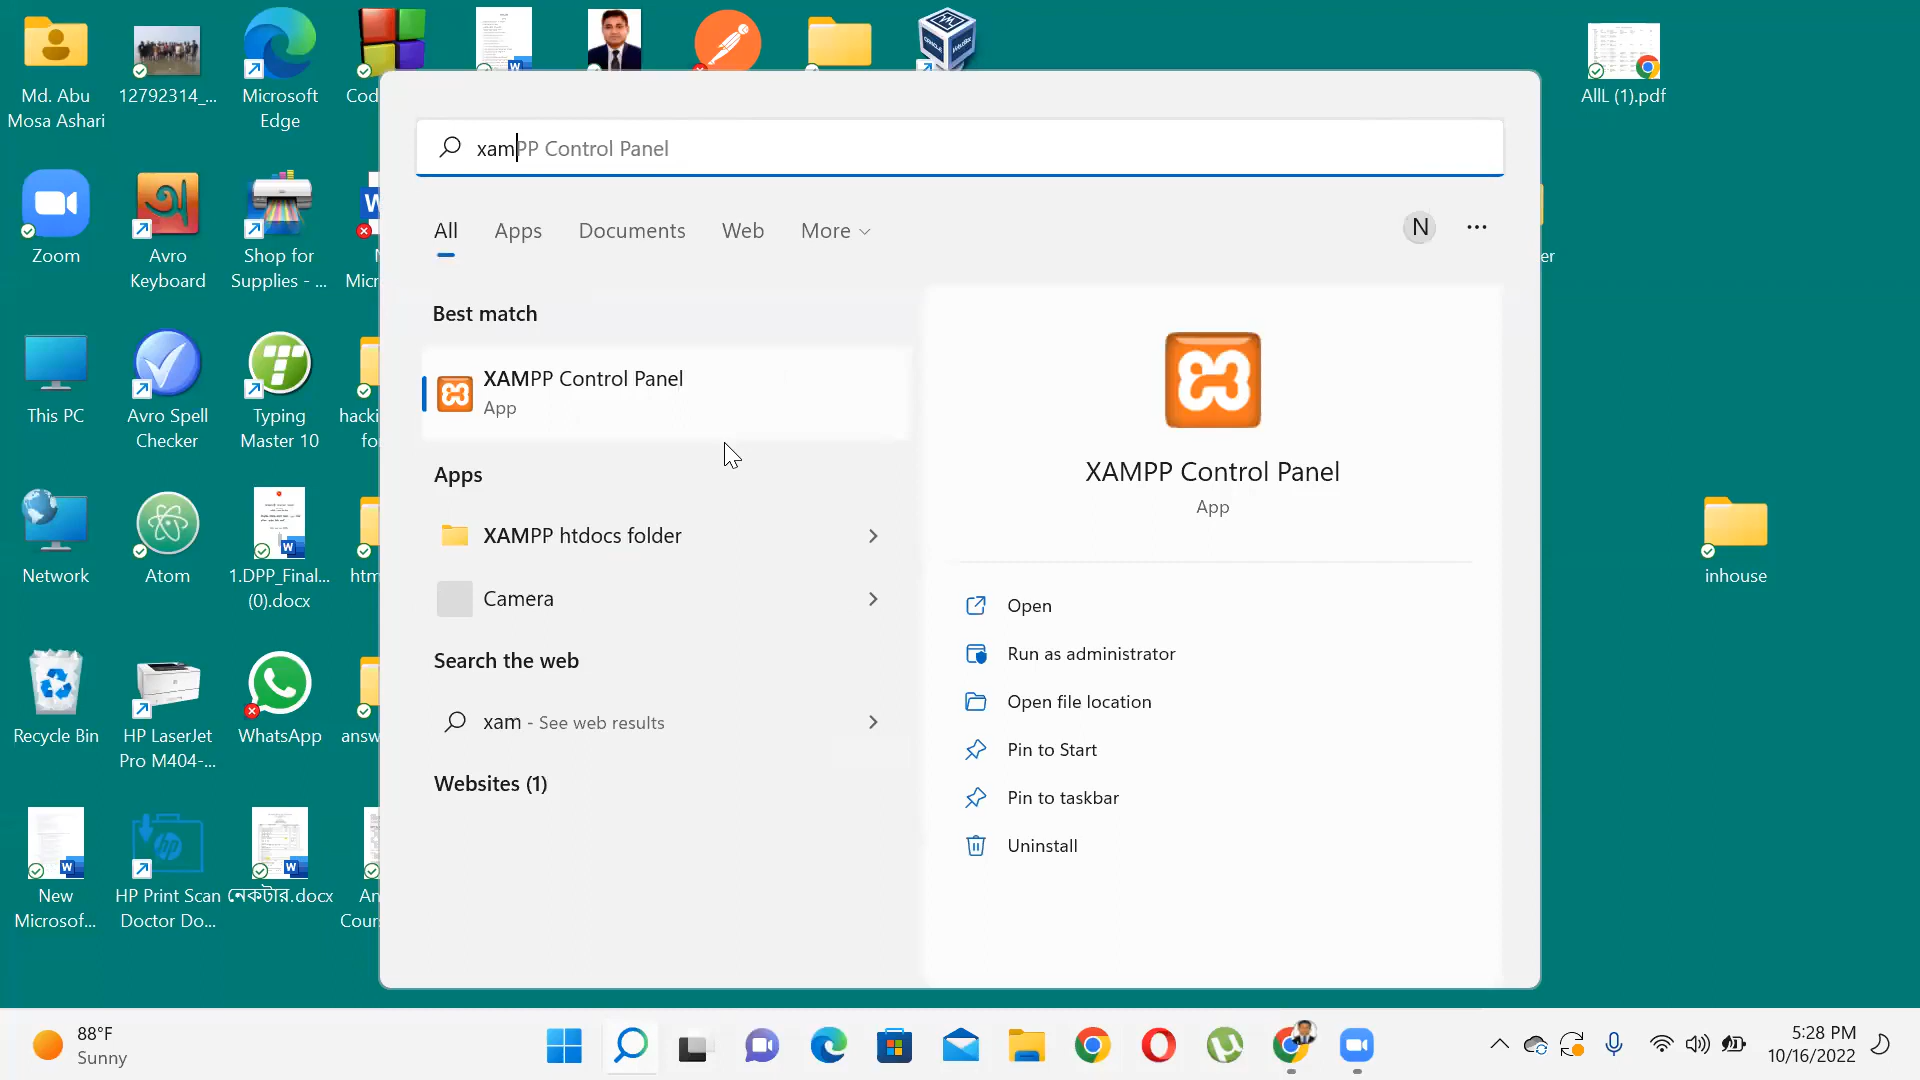 Md. Abu
Mosa Ashari
12792314_...
Microsoft
Edge
Cod
AllL (1).pdf
xamPP Control Panel
All
Apps
Documents
Web
More
N
Zoom
Avro
Keyboard
Shop for
Supplies - ...
Micr
er
Best match
XAMPP Control Panel
App
XAMPP Control Panel
App
This PC
Avro Spell
Checker
Typing
Master 10
hacki
fo
Apps
XAMPP htdocs folder
Camera
Network
Atom
1.DPP_Final...
(0).docx
htm
inhouse
Open
Run as administrator
Open file location
Pin to Start
Pin to taskbar
Uninstall
Search the web
xam - See web results
Websites (1)
Recycle Bin
HP LaserJet
Pro M404-...
WhatsApp
answ
New
Microsof...
HP Print Scan
Doctor Do...
নেকটার.docx
An
Cour
88°F
Sunny
5:28 PM
10/16/2022